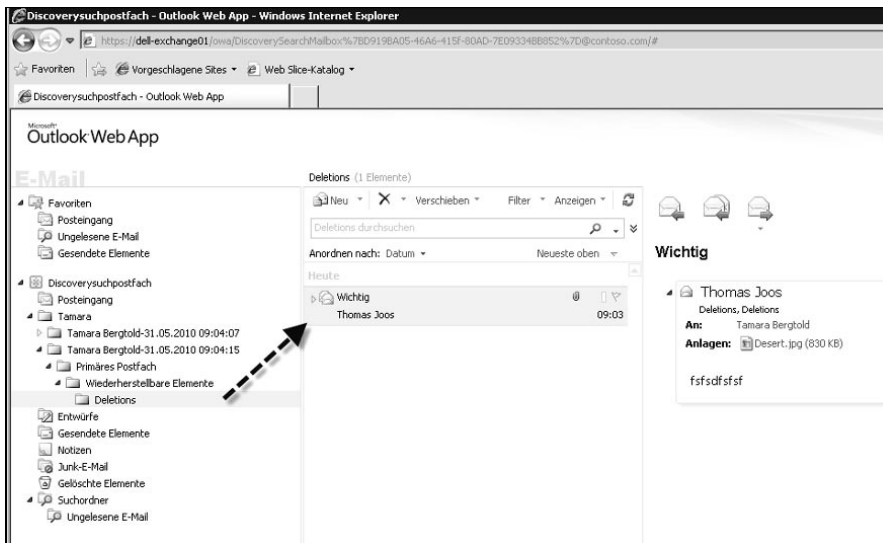 Discoverysuchpostfach - Outlook Web App - Windows Internet Explorer
https://dell-exchange01/owa/DiscoverySearchMailbox%7BD919BA05-46A6-415f-80AD-7E09334BB852%7D@contoso.com/#
Favoriten Vorgeschlagene Sites Web Slice-Katalog
Discoverysuchpostfach - Outlook Web App
Microsoft
Outlook Web App
E-Mail
Favoriten
Posteingang
Ungelesene E-Mail
Gesendete Elemente
Discoverysuchpostfach
Posteingang
Tamara
Tamara Bergtold-31.05.2010 09:04:07
Tamara Bergtold-31.05.2010 09:04:15
Primäres Postfach
Wiederherstellbare Elemente
Deletions
Entwürfe
Gesendete Elemente
Notizen
Junk-E-Mail
Gelöschte Elemente
Suchordner
Ungelesene E-Mail
Deletions (1 Elemente)
Neu Verschieben Filter Anzeigen
Deletions durchsuchen
Anordnen nach: Datum Neueste oben
Heute
Wichtig
Thomas Joos 09:03
Wichtig
Thomas Joos
Deletions, Deletions
An: Tamara Bergtold
Anlagen: Desert.jpg (830 KB)
fsfsdfsfsf